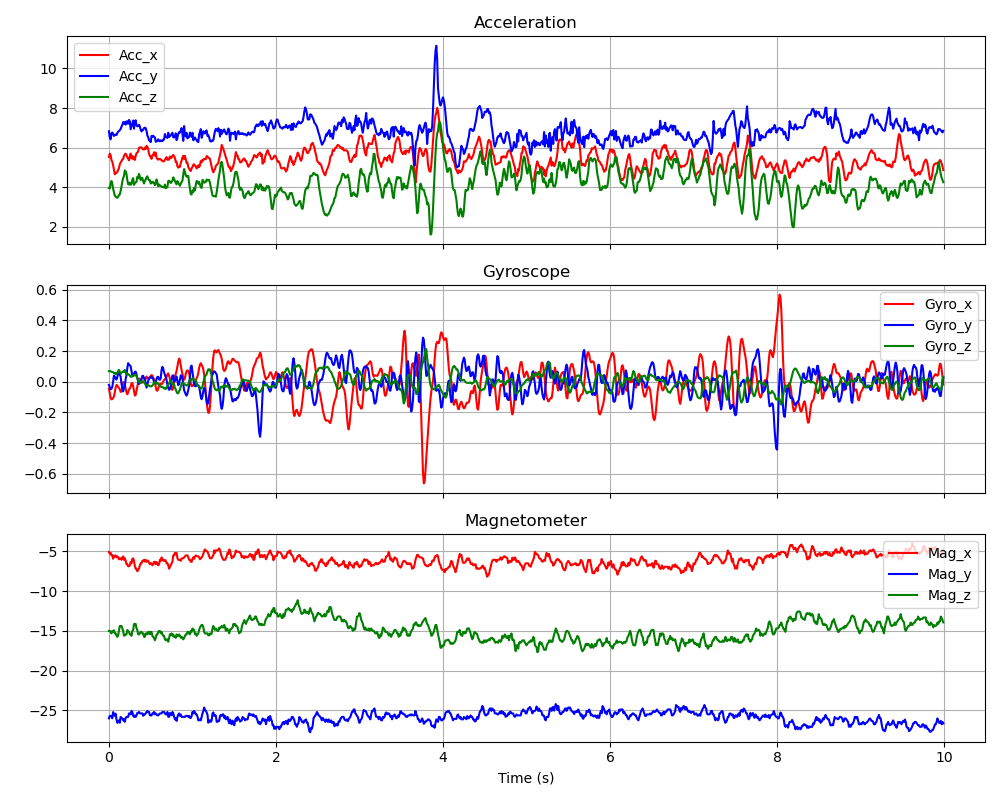 Acceleration
Acc_x
Acc_y
Acc_z
10
8
6
4
2
Gyroscope
Gyro_x
Gyro_y
Gyro_z
0.6
0.4
0.2
0.0
−0.2
−0.4
−0.6
Magnetometer
Mag_x
Mag_y
Mag_z
−5
−10
−15
−20
−25
0 2 4 6 8 10
Time (s)